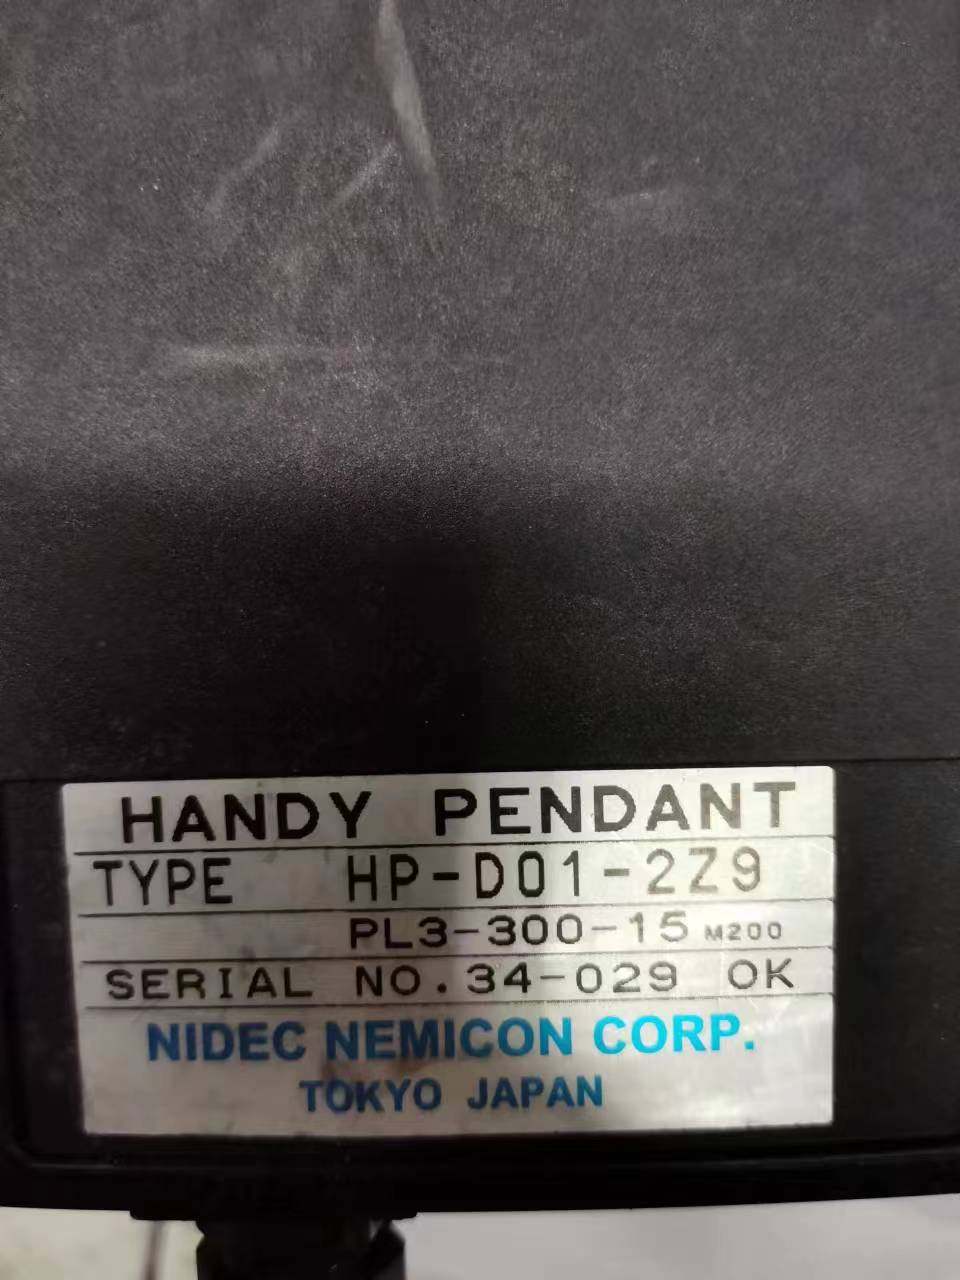 HANDY PENDANT
TYPE HP-D01-2Z9
PL3-300-15 M200
SERIAL NO.34-029 OK
NIDEC NEMICON CORP.
TOKYO JAPAN